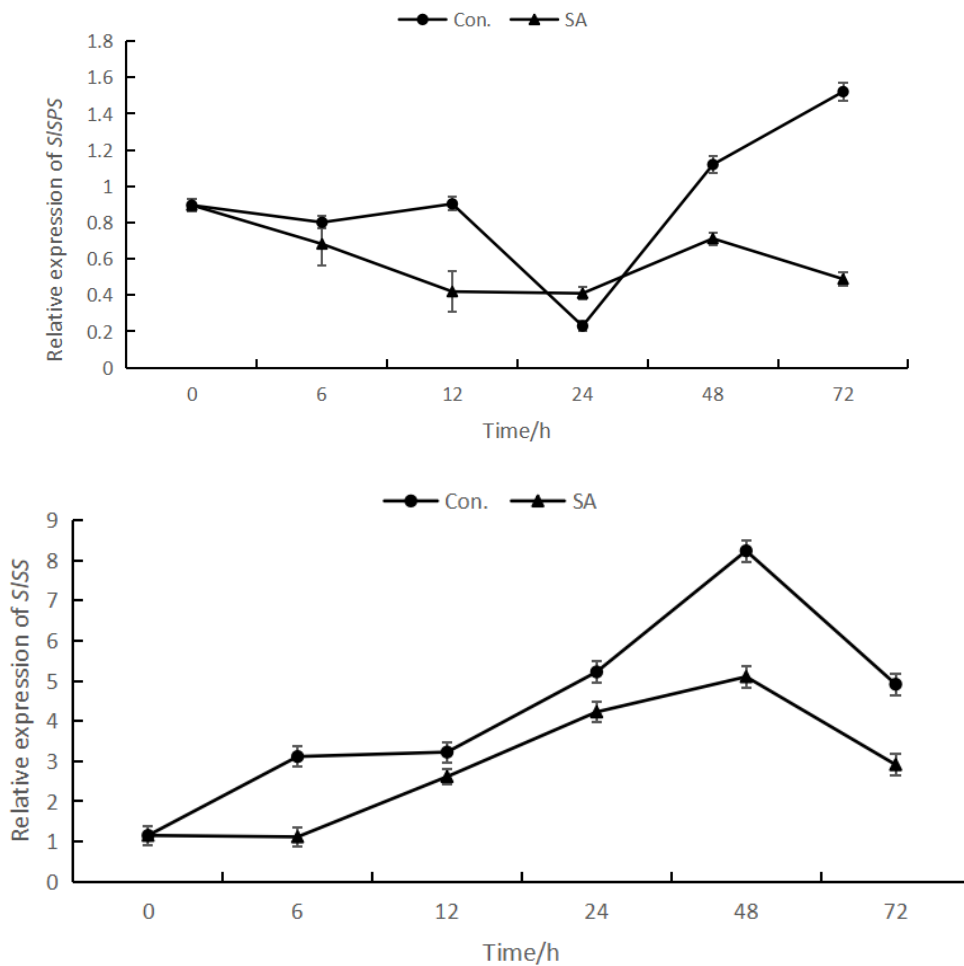 Con. SA
Relative expression of SlSPS
1.8
1.6
1.4
1.2
1
0.8
0.6
0.4
0.2
0
0 6 12 24 48 72
Time/h
Con. SA
Relative expression of SlSS
9
8
7
6
5
4
3
2
1
0
0 6 12 24 48 72
Time/h